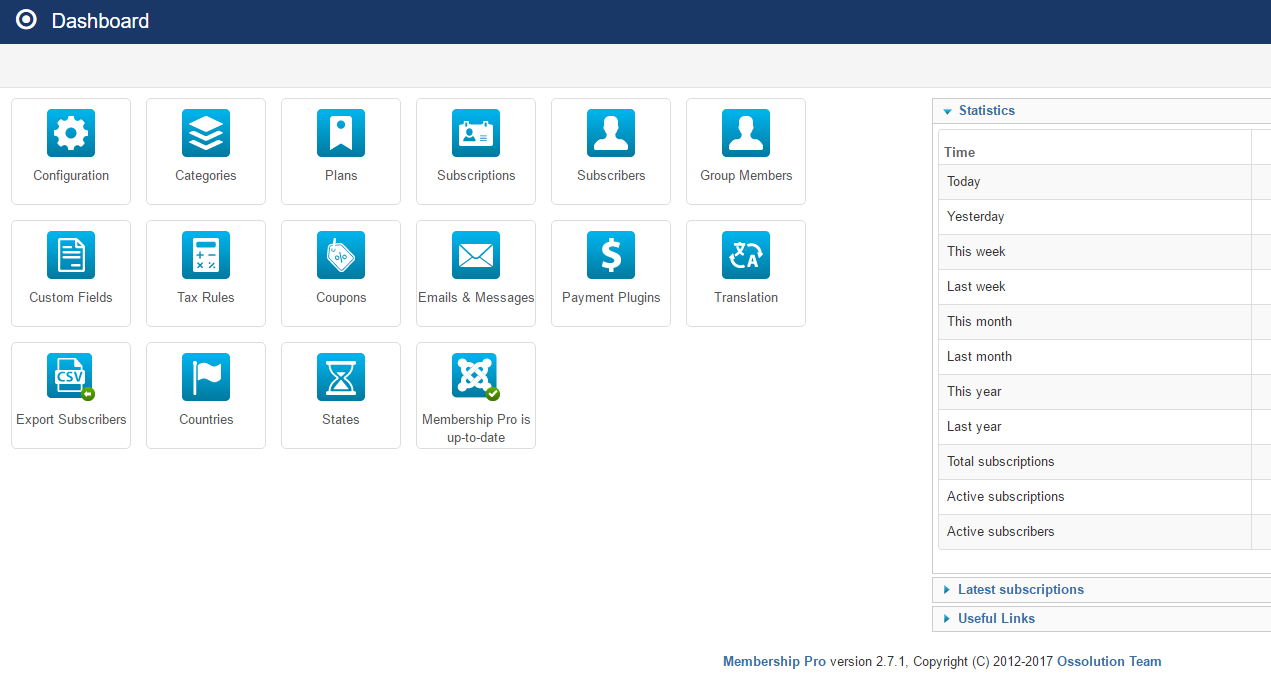 Dashboard
Configuration
Categories
Plans
Subscriptions
Subscribers
Group Members
Custom Fields
Tax Rules
Coupons
Emails & Messages
Payment Plugins
Translation
CSV
Export Subscribers
Countries
States
Membership Pro is
up-to-date
Statistics
Time
Today
Yesterday
This week
Last week
This month
Last month
This year
Last year
Total subscriptions
Active subscriptions
Active subscribers
Latest subscriptions
Useful Links
Membership Pro version 2.7.1, Copyright (C) 2012-2017 Ossolution Team